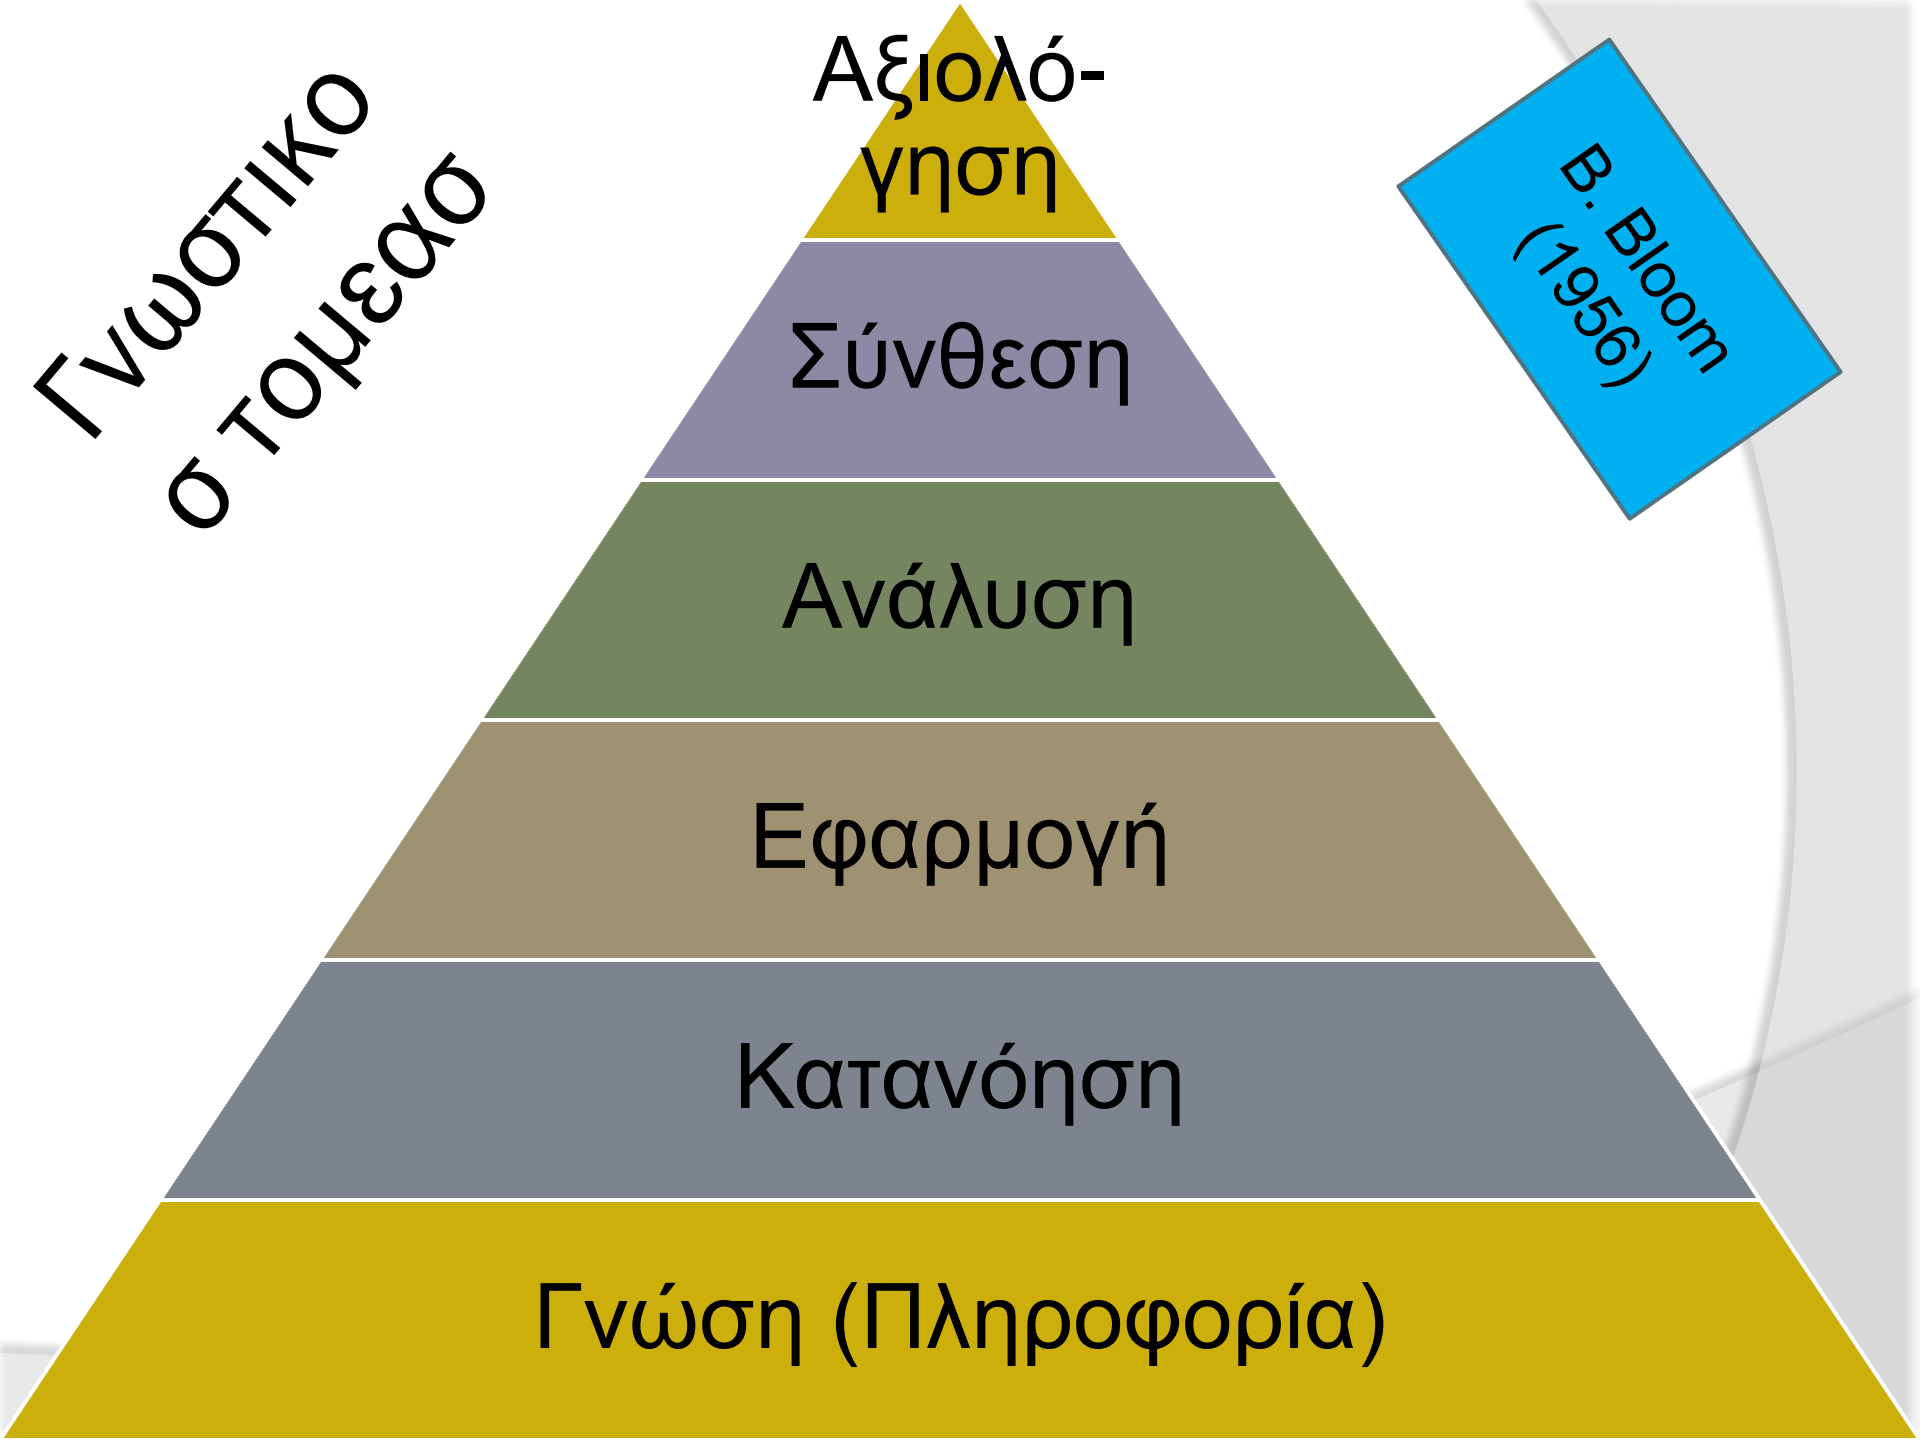 Γνωστικο
σ τομεασ
Αξιολό-
γηση
B. Bloom
(1956)
Σύνθεση
Ανάλυση
Εφαρμογή
Κατανόηση
Γνώση (Πληροφορία)